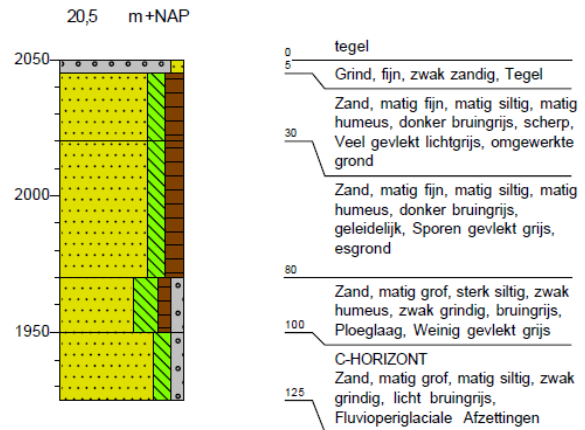 20,5 m+NAP
2050
2000
1950
0
tegel
5
Grind, fijn, zwak zandig, Tegel
Zand, matig fijn, matig siltig, matig
humeus, donker bruingrijs, scherp,
30
Veel gevlekt lichtgrijs, omgewerkte
grond
Zand, matig fijn, matig siltig, matig
humeus, donker bruingrijs,
geleidelijk, Sporen gevlekt grijs,
esgrond
80
Zand, matig grof, sterk siltig, zwak
humeus, zwak grindig, bruingrijs,
100
Ploeglaag, Weinig gevlekt grijs
C-HORIZONT
Zand, matig grof, matig siltig, zwak
125
grindig, licht bruingrijs,
Fluvioperiglaciale Afzettingen